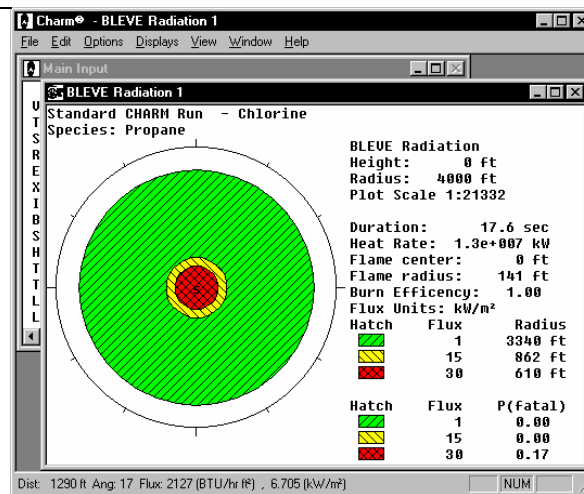 Charm® - BLEVE Radiation 1
File Edit Options Displays View Window Help
Main Input
BLEVE Radiation 1
Standard CHARM Run - Chlorine
Species: Propane
BLEVE Radiation
Height: 0 ft
Radius: 4000 ft
Plot Scale 1:21332
Duration: 17.6 sec
Heat Rate: 1.3e+007 kW
Flame center: 0 ft
Flame radius: 141 ft
Burn Efficency: 1.00
Flux Units: kW/m²
Hatch Flux Radius
1 3340 ft
15 862 ft
30 610 ft
Hatch Flux P(fatal)
1 0.00
15 0.00
30 0.17
S
U
T
S
R
E
X
I
B
S
H
T
T
L
L
Dist: 1290 ft Ang: 17 Flux: 2127 (BTU/hr ft²) , 6.705 (kW/m²)
NUM